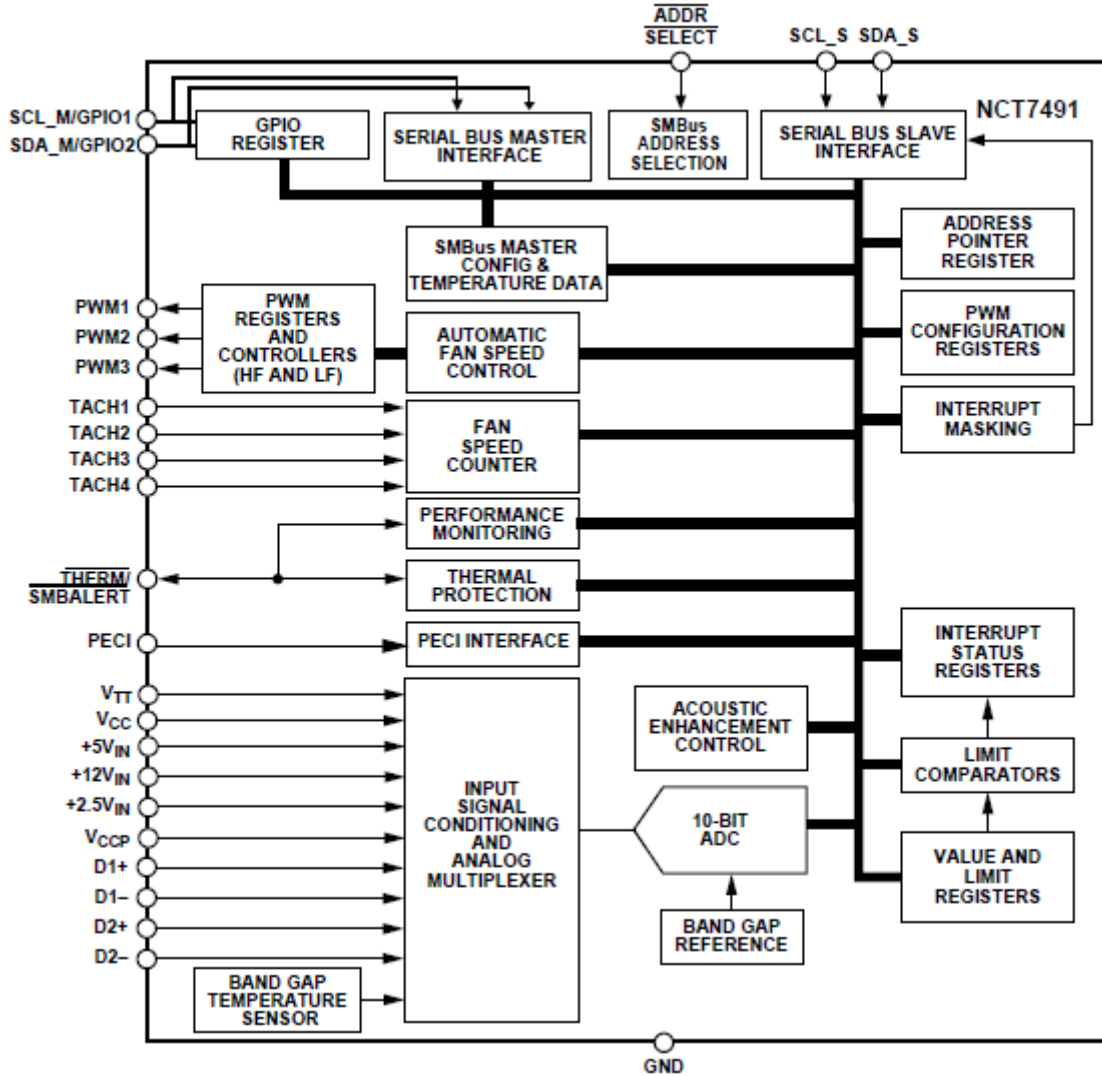 ADDR
SELECT
SCL_S
SDA_S
NCT7491
SCL_M/GPIO1
SDA_M/GPIO2
GPIO
REGISTER
SERIAL BUS MASTER
INTERFACE
SMBus
ADDRESS
SELECTION
SERIAL BUS SLAVE
INTERFACE
SMBus MASTER
CONFIG &
TEMPERATURE DATA
ADDRESS
POINTER
REGISTER
PWM1
PWM2
PWM3
PWM
REGISTERS
AND
CONTROLLERS
(HF AND LF)
AUTOMATIC
FAN SPEED
CONTROL
PWM
CONFIGURATION
REGISTERS
TACH1
TACH2
TACH3
TACH4
FAN
SPEED
COUNTER
INTERRUPT
MASKING
PERFORMANCE
MONITORING
THERM/
SMBALERT
THERMAL
PROTECTION
PECI
PECI INTERFACE
INTERRUPT
STATUS
REGISTERS
VTT
VCC
+5VIN
+12VIN
+2.5VIN
VCCP
D1+
D1–
D2+
D2–
INPUT
SIGNAL
CONDITIONING
AND
ANALOG
MULTIPLEXER
ACOUSTIC
ENHANCEMENT
CONTROL
LIMIT
COMPARATORS
10-BIT
ADC
VALUE AND
LIMIT
REGISTERS
BAND GAP
REFERENCE
BAND GAP
TEMPERATURE
SENSOR
GND